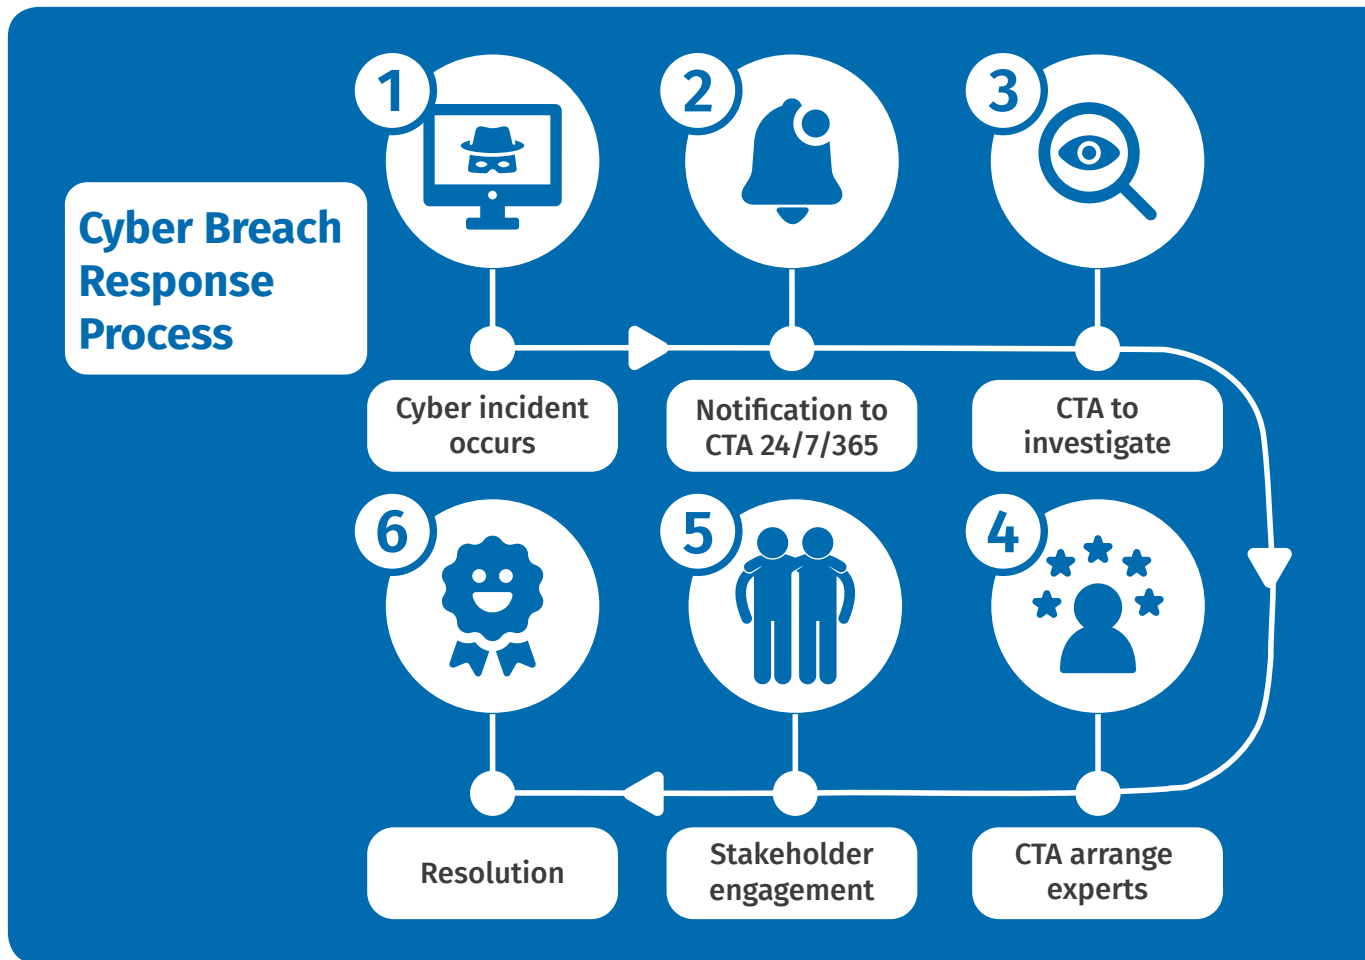 Cyber Breach
Response
Process
1
Cyber incident
occurs
2
Notification to
CTA 24/7/365
3
CTA to
investigate
4
CTA arrange
experts
5
Stakeholder
engagement
6
Resolution